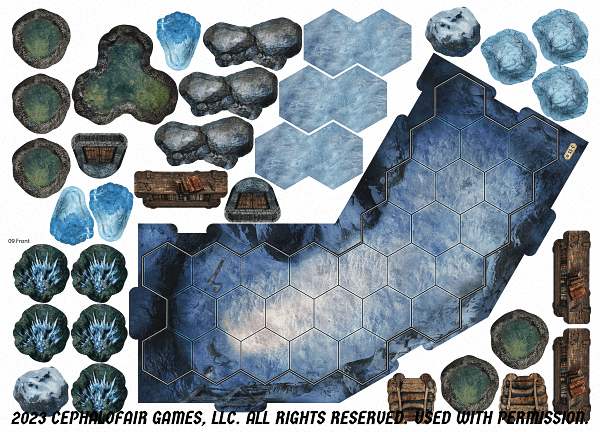 09 Front
2023 CEPHALOFAIR GAMES, LLC. ALL RIGHTS RESERVED. USED WITH PERMISSION.